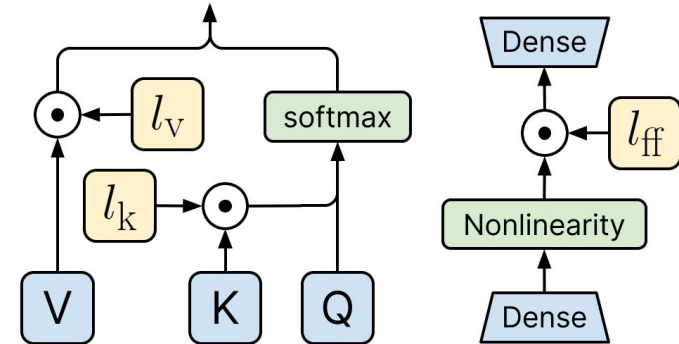 Dense
l_v
softmax
l_ff
l_k
Nonlinearity
V
K
Q
Dense